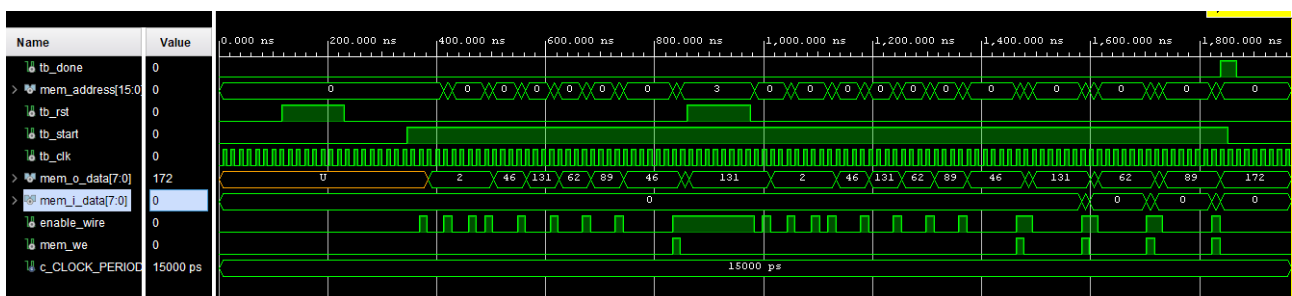 Name Value 0.000 ns 200.000 ns 400.000 ns 600.000 ns 800.000 ns 1,000.000 ns 1,200.000 ns 1,400.000 ns 1,600.000 ns 1,800.000 ns
tb_done 0
mem_address[15:0] 0 0 0 0 0 0 0 3 0 0 0 0 0 0 0 0 0
tb_rst 0
tb_start 0
tb_clk 0
mem_o_data[7:0] 172 U 2 46 131 62 89 46 131 2 46 131 62 89 46 131 62 89 172
mem_i_data[7:0] 0 0 0 0 0
enable_wire 0
mem_we 0
c_CLOCK_PERIOD 15000 ps 15000 ps